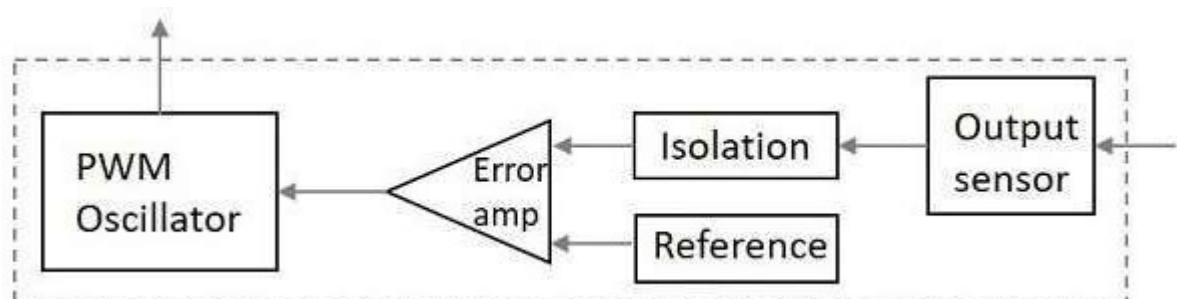 PWM
Oscillator
Error
amp
Isolation
Reference
Output
sensor